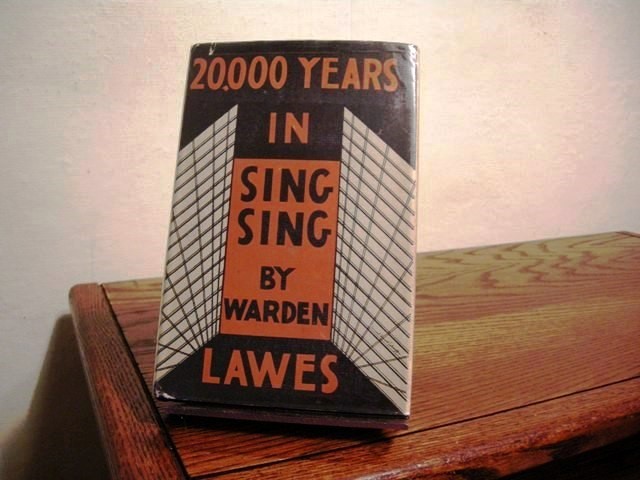 20,000 YEARS
IN
SING
SING
BY
WARDEN
LAWES